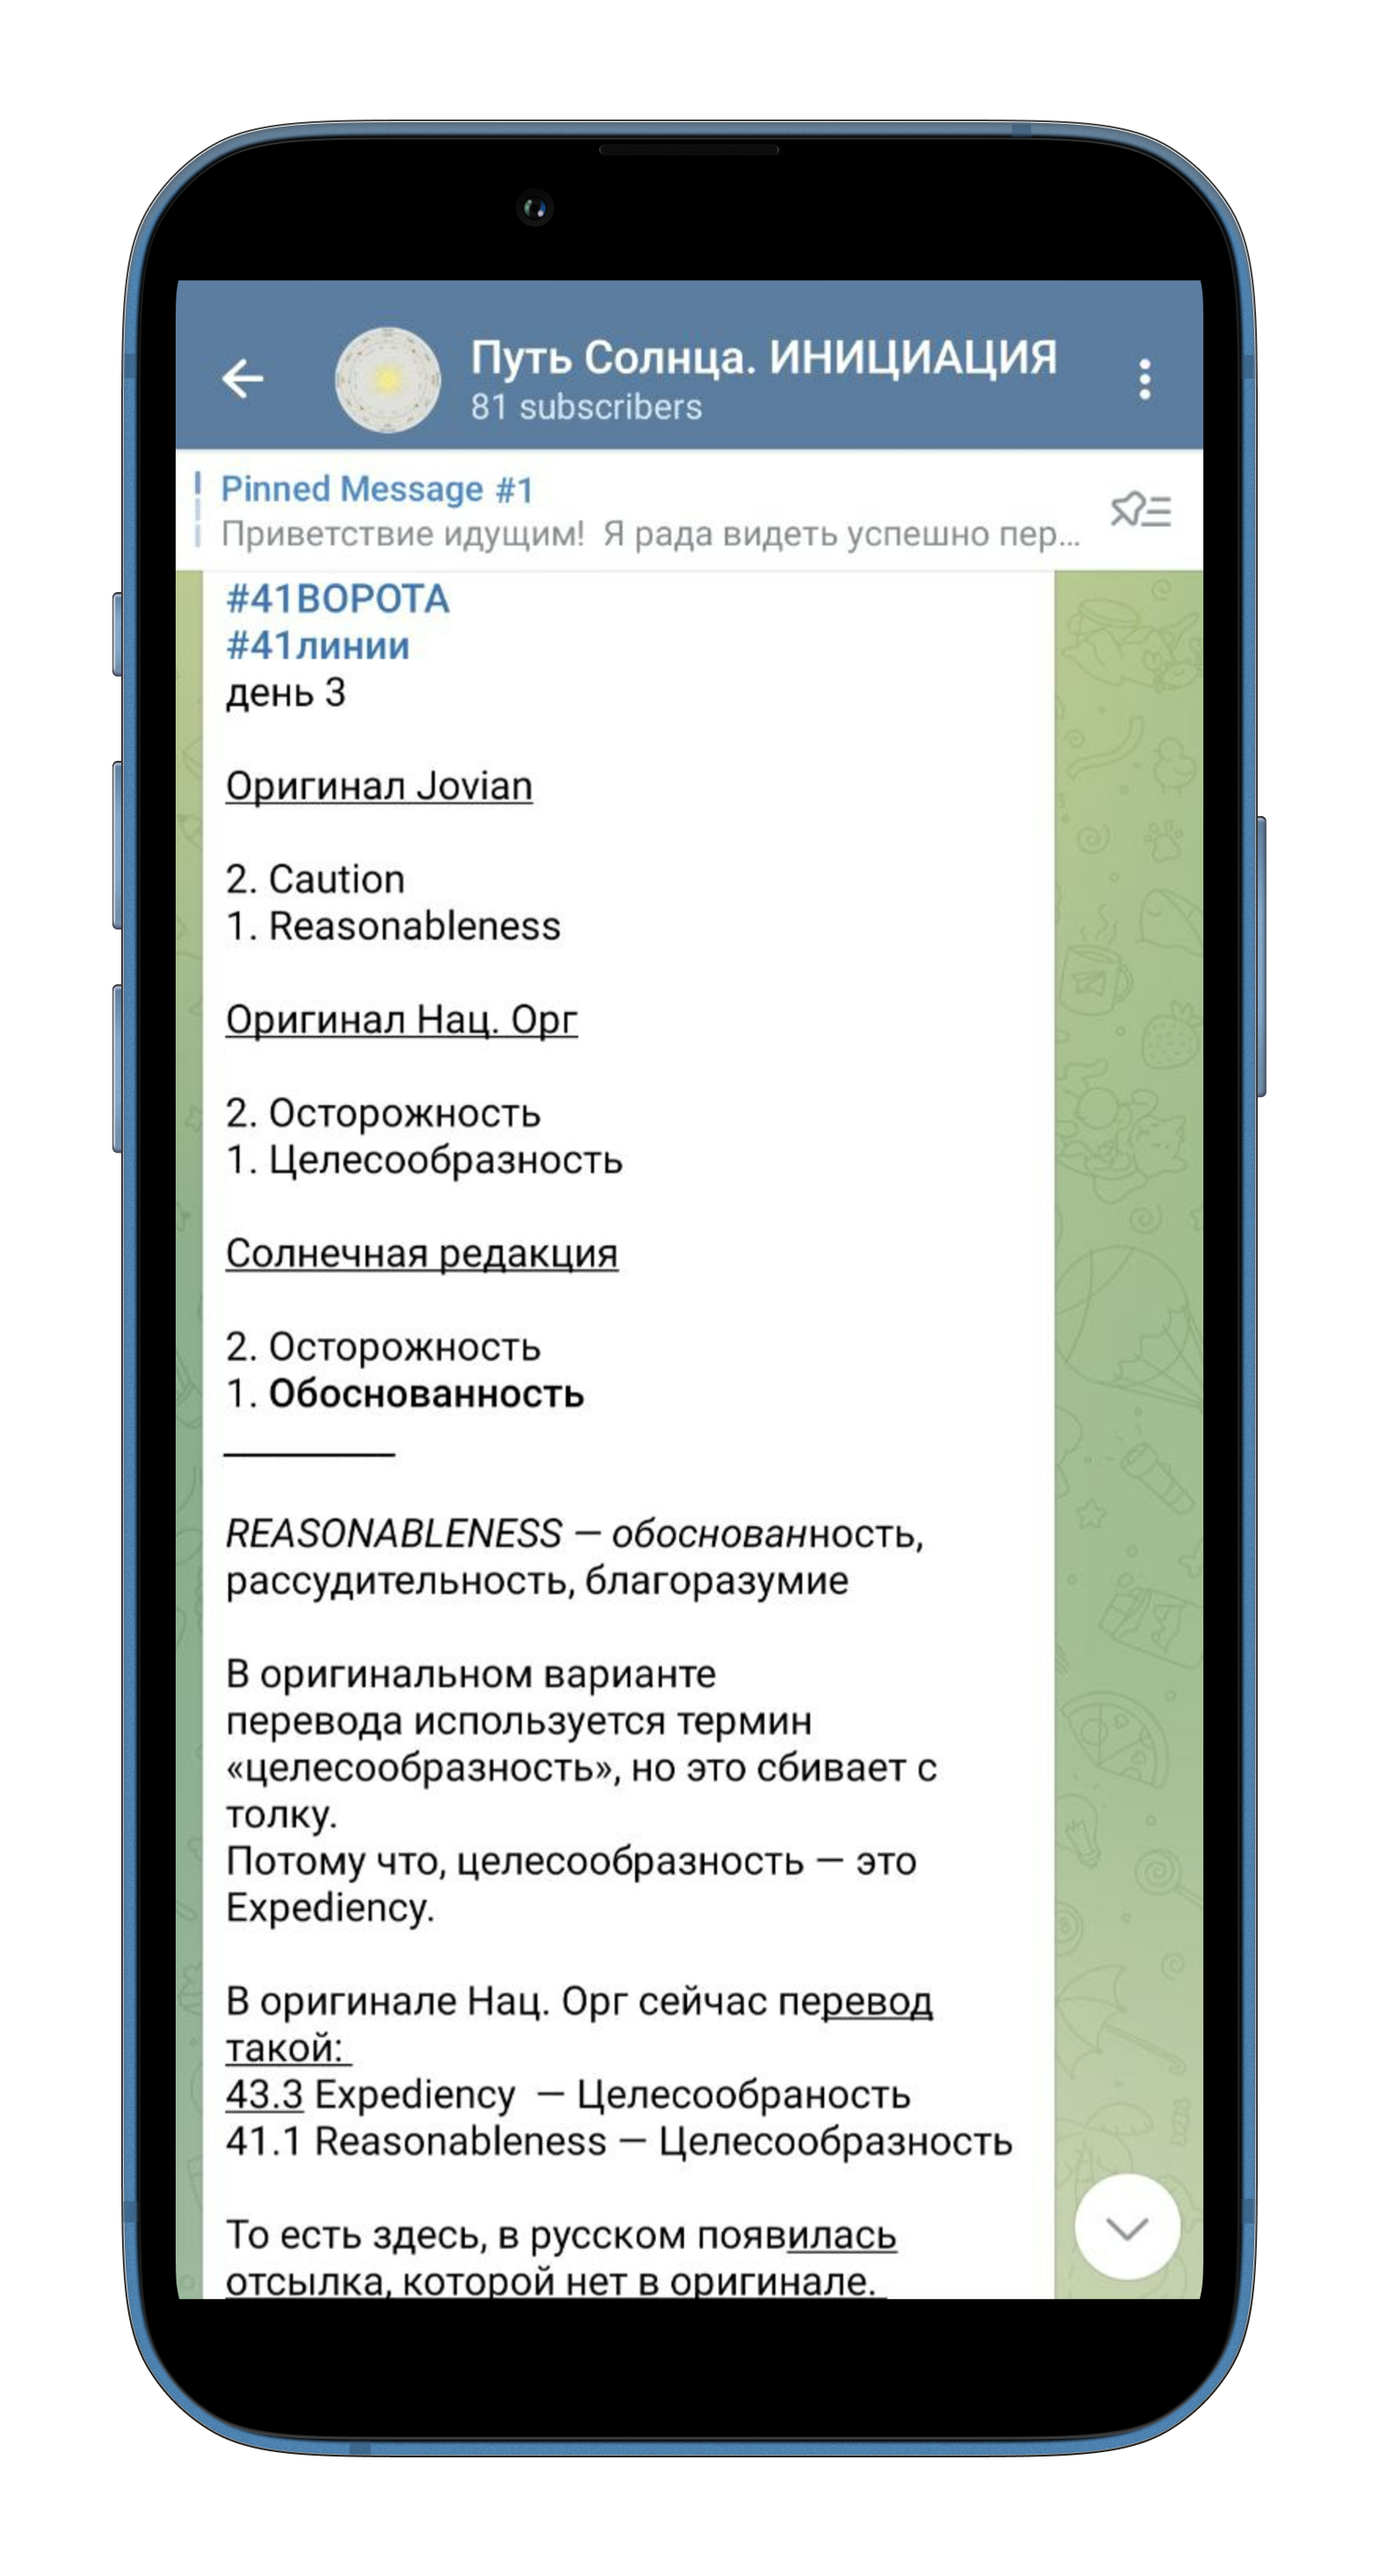 Путь Солнца. ИНИЦИАЦИЯ
81 subscribers
Pinned Message #1
Приветствие идущим! Я рада видеть успешно пер...
#41ВОРОТА
#41линии
день 3
Оригинал Jovian
2. Caution
1. Reasonableness
Оригинал Нац. Орг
2. Осторожность
1. Целесообразность
Солнечная редакция
2. Осторожность
1. Обоснованность
REASONABLENESS — обоснованность,
рассудительность, благоразумие
В оригинальном варианте
перевода используется термин
«целесообразность», но это сбивает с
толку.
Потому что, целесообразность — это
Expediency.
В оригинале Нац. Орг сейчас перевод
такой:
43.3 Expediency — Целесообраность
41.1 Reasonableness — Целесообразность
То есть здесь, в русском появилась
отсылка, которой нет в оригинале.